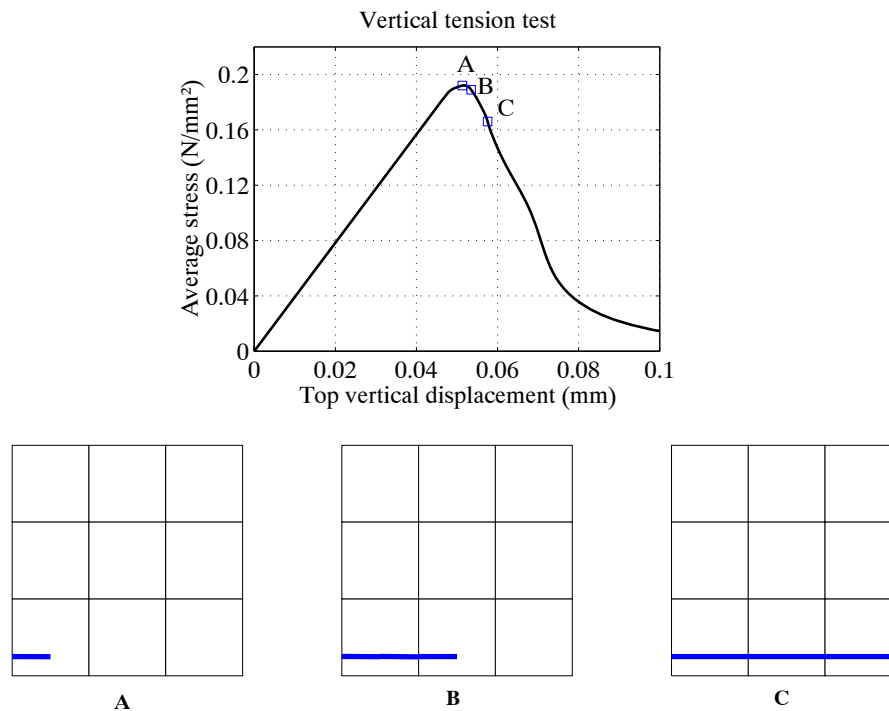 Vertical tension test
Average stress (N/mm²)
0.2
0.16
0.12
0.08
0.04
0
A
B
C
0 0.02 0.04 0.06 0.08 0.1
Top vertical displacement (mm)
A B C